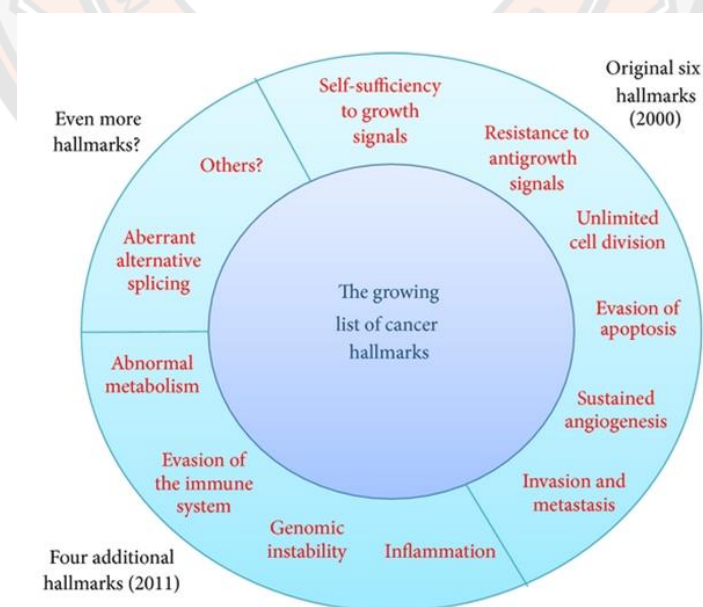 Original six
hallmarks
(2000)
Self-sufficiency
to growth
signals
Resistance to
antigrowth
signals
Unlimited
cell division
Evasion of
apoptosis
Sustained
angiogenesis
Invasion and
metastasis
Four additional
hallmarks (2011)
Inflammation
Genomic
instability
Evasion of
the immune
system
Abnormal
metabolism
Even more
hallmarks?
Aberrant
alternative
splicing
Others?
The growing
list of cancer
hallmarks